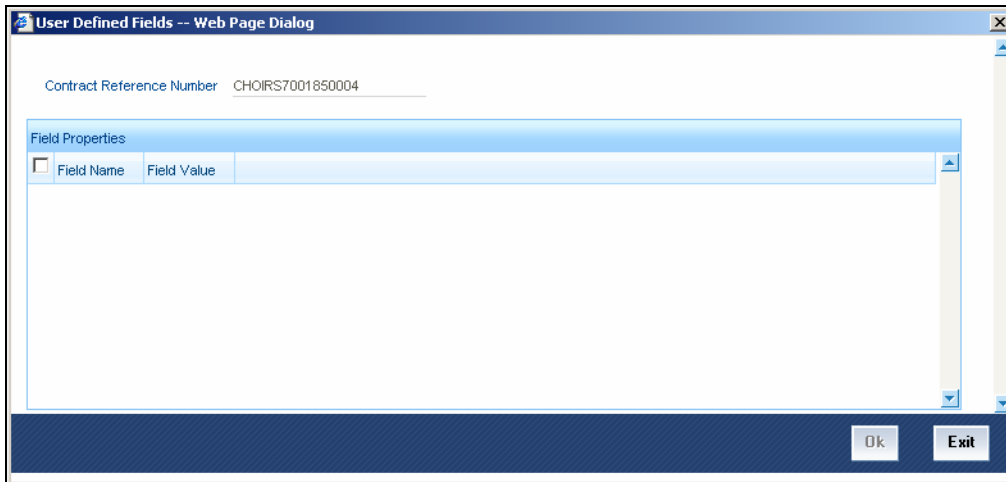 User Defined Fields -- Web Page Dialog
Contract Reference Number CHOIRS7001850004
Field Properties
Field Name Field Value
Ok Exit